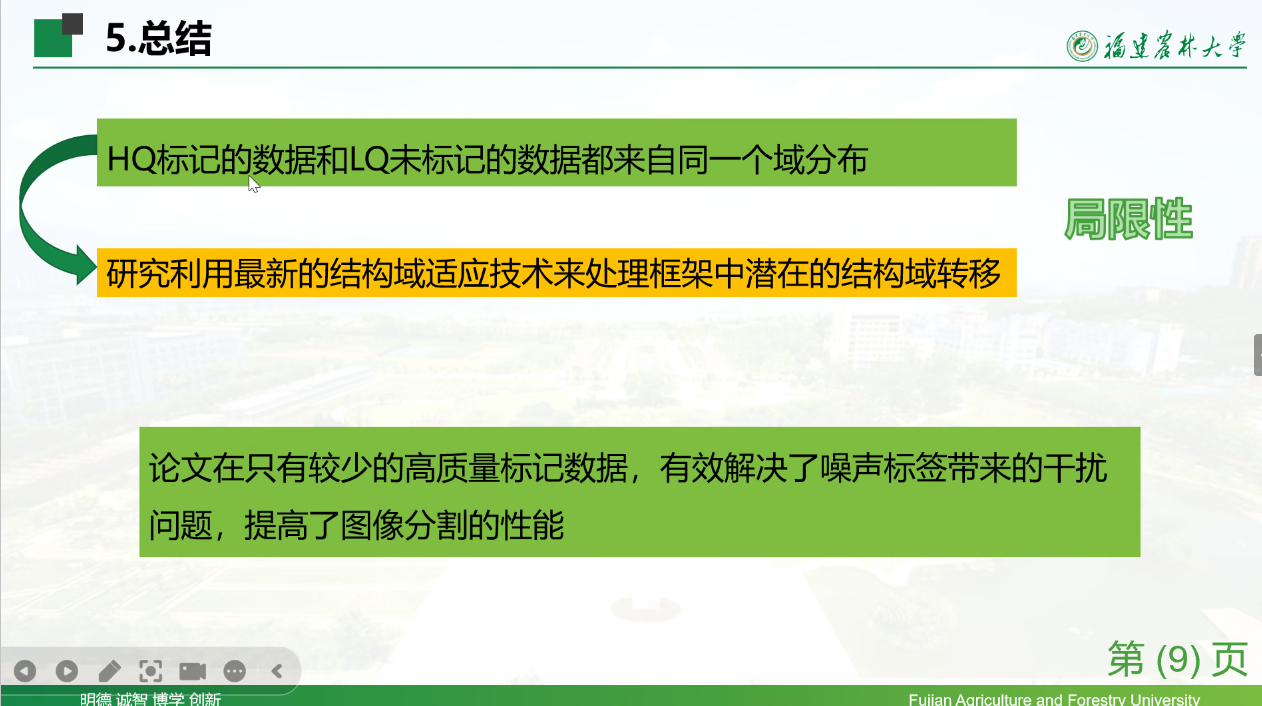 5.总结
福建农林大学
HQ标记的数据和LQ未标记的数据都来自同一个域分布
局限性
研究利用最新的结构域适应技术来处理框架中潜在的结构域转移
论文在只有较少的高质量标记数据，有效解决了噪声标签带来的干扰
问题，提高了图像分割的性能
第 (9) 页
明德 诚智 博学 创新
Fujian Agriculture and Forestry University